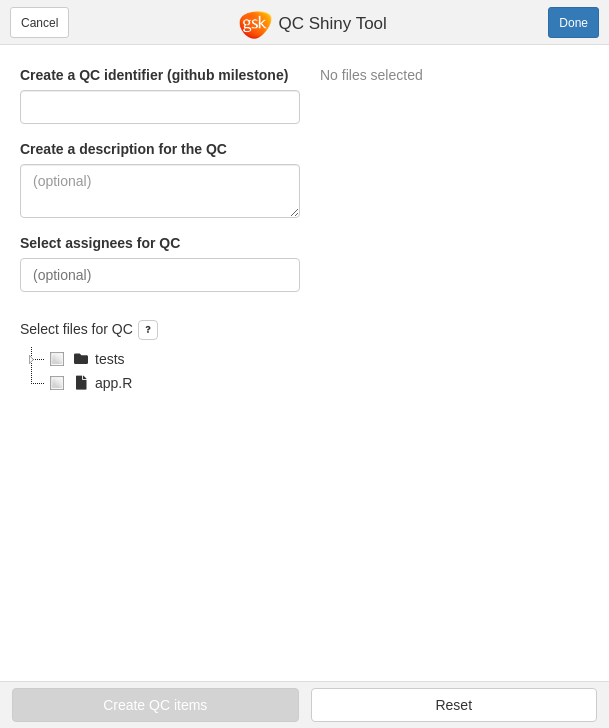 Cancel
gsk QC Shiny Tool
Done
Create a QC identifier (github milestone)
No files selected
Create a description for the QC
(optional)
Select assignees for QC
(optional)
Select files for QC ?
tests
app.R
Create QC items
Reset